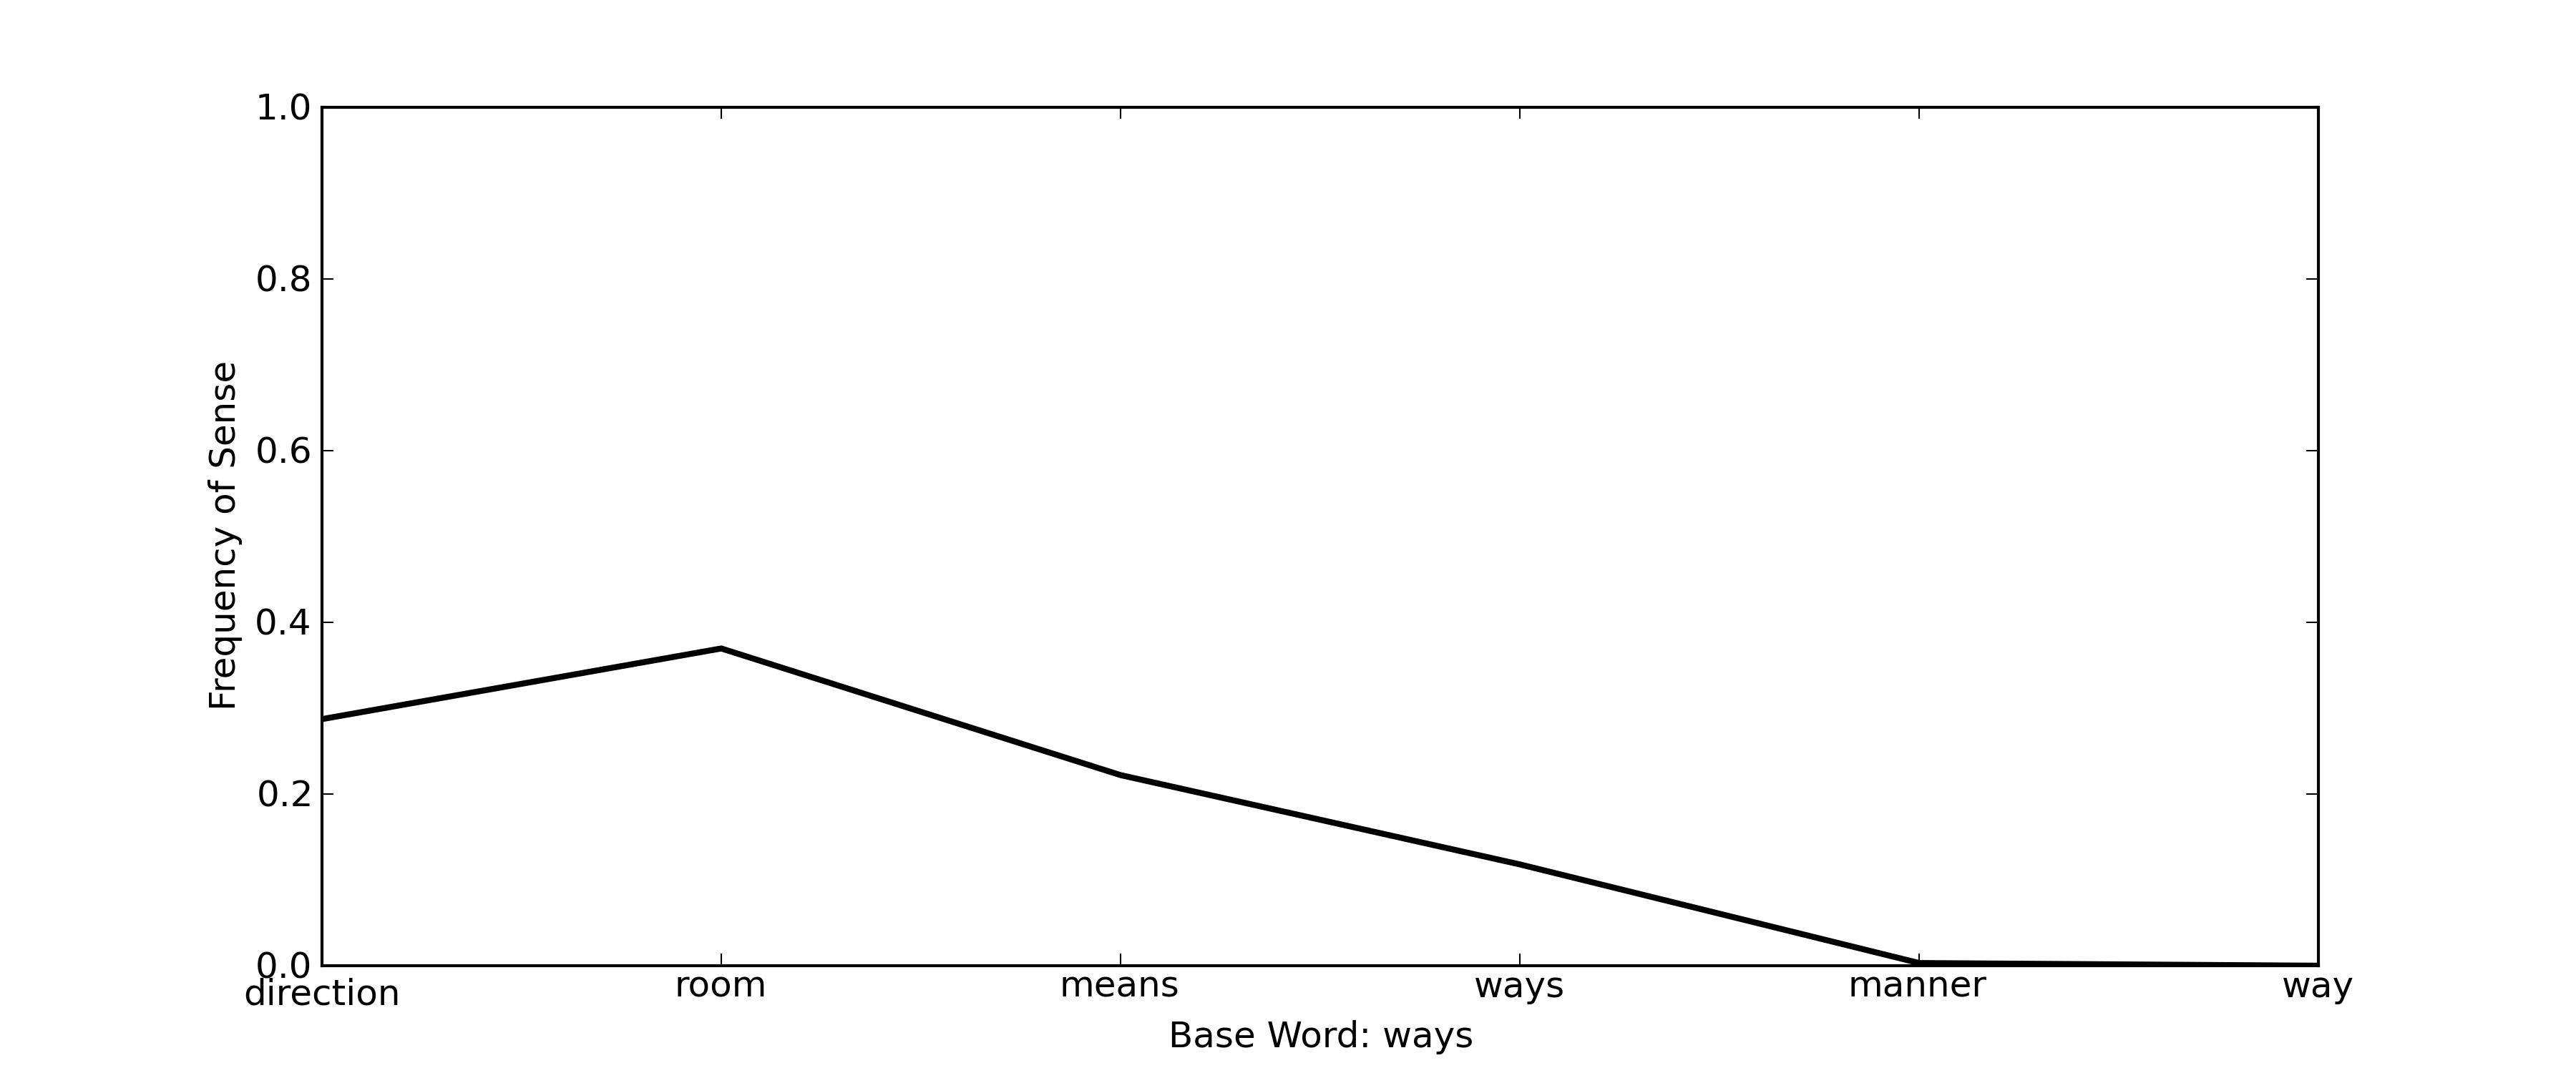 1.0
0.8
0.6
0.4
0.2
0.0
Frequency of Sense
direction
room
means
ways
manner
way
Base Word: ways